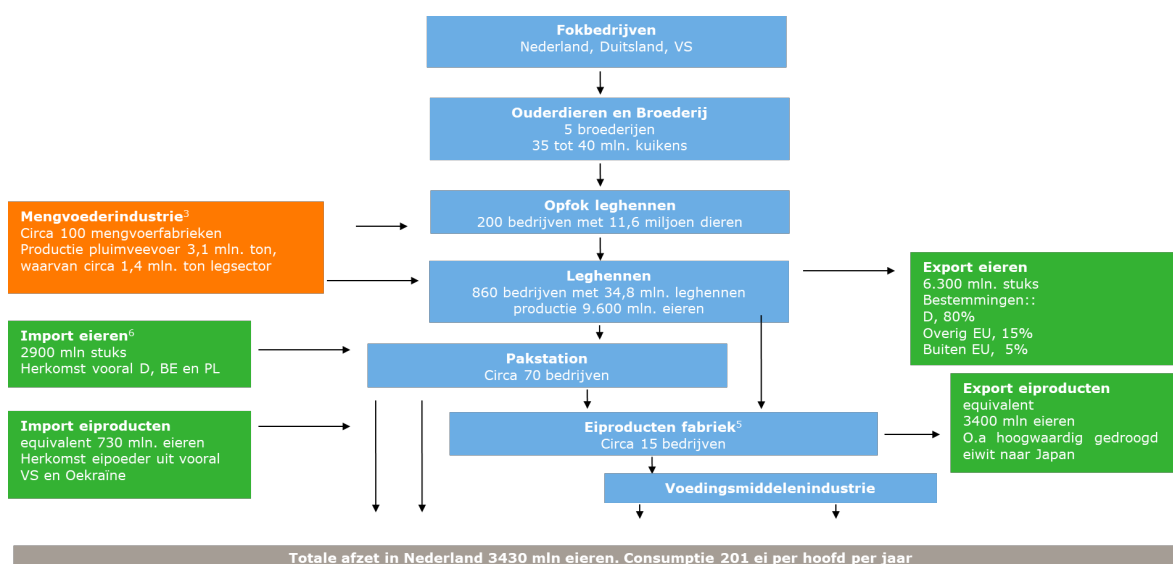 Fokbedrijven
Nederland, Duitsland, VS
Ouderdieren en Broederij
5 broederijen
35 tot 40 mln. kuikens
Opfok leghennen
200 bedrijven met 11,6 miljoen dieren
Mengvoederindustrie³
Circa 100 mengvoerfabrieken
Productie pluimveevoer 3,1 mln. ton,
waarvan circa 1,4 mln. ton legsector
Leghennen
860 bedrijven met 34,8 mln. leghennen
productie 9.600 mln. eieren
Export eieren
6.300 mln. stuks
Bestemmingen::
D, 80%
Overig EU, 15%
Buiten EU, 5%
Import eieren⁶
2900 mln stuks
Herkomst vooral D, BE en PL
Pakstation
Circa 70 bedrijven
Export eiproducten
equivalent
3400 mln eieren
O.a hoogwaardig gedroogd
eiwit naar Japan
Import eiproducten
equivalent 730 mln. eieren
Herkomst eipoeder uit vooral
VS en Oekraïne
Eiproducten fabriek⁵
Circa 15 bedrijven
Voedingsmiddelenindustrie
Totale afzet in Nederland 3430 mln eieren. Consumptie 201 ei per hoofd per jaar